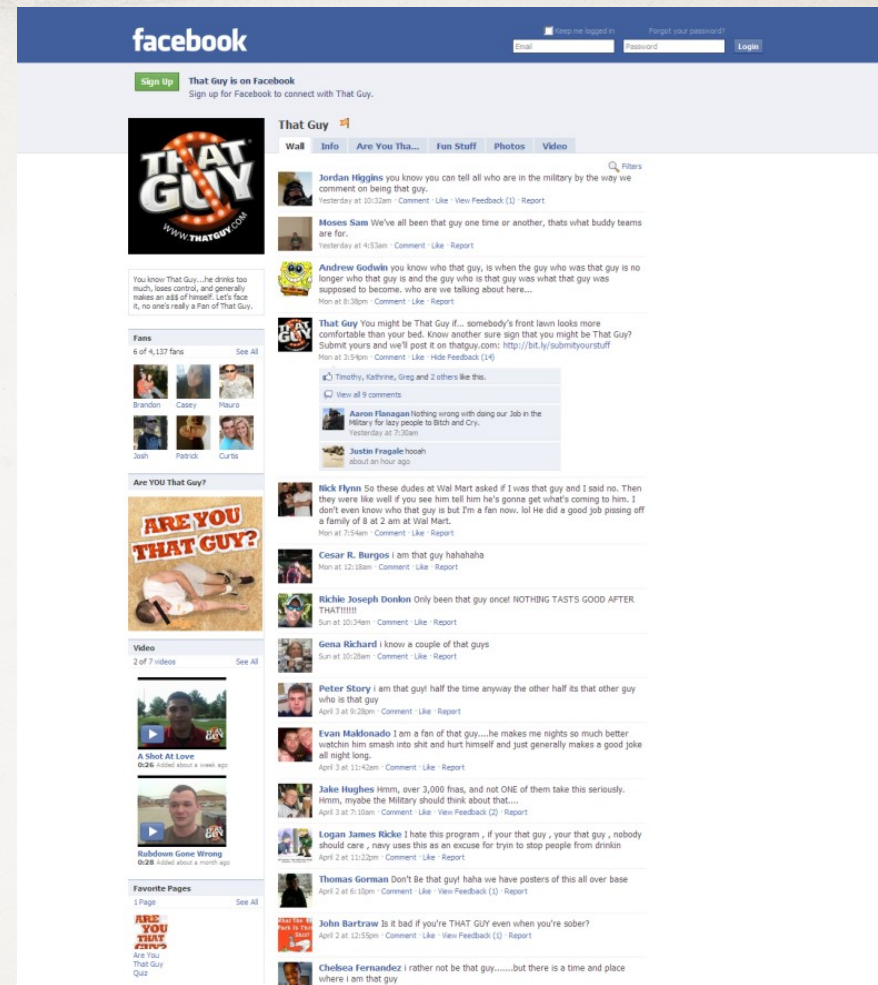 facebook
Keep me logged in
Forgot your password?
Email
Password
Login
Sign Up
That Guy is on Facebook
Sign up for Facebook to connect with That Guy.
THAT
GUY
WWW.THATGUY.COM
You know That Guy...he drinks too
much, loses control, and generally
makes an a$$ of himself. Let's face
it, no one's really a Fan of That Guy.
Fans
6 of 4,137 fans
See All
Brandon
Casey
Mauro
Josh
Patrick
Curtis
Are YOU That Guy?
ARE YOU
THAT GUY?
Video
2 of 7 videos
See All
A Shot At Love
0:26 Added about a week ago
Rubdown Gone Wrong
0:28 Added about a month ago
Favorite Pages
1 Page
See All
ARE
YOU
THAT
GUY?
Are You
That Guy
Quiz
That Guy
Wall
Info
Are You Tha...
Fun Stuff
Photos
Video
Filters
Jordan Higgins you know you can tell all who are in the military by the way we
comment on being that guy.
Yesterday at 10:32am · Comment · Like · View Feedback (1) · Report
Moses Sam We've all been that guy one time or another, thats what buddy teams
are for.
Yesterday at 4:53am · Comment · Like · Report
Andrew Godwin you know who that guy, is when the guy who was that guy is no
longer who that guy is and the guy who is that guy was what that guy was
supposed to become. who are we talking about here...
Mon at 8:38pm · Comment · Like · Report
That Guy You might be That Guy if... somebody's front lawn looks more
comfortable than your bed. Know another sure sign that you might be That Guy?
Submit yours and we'll post it on thatguy.com: http://bit.ly/submityourstuff
Mon at 3:54pm · Comment · Like · Hide Feedback (14)
Timothy, Kathrine, Greg and 2 others like this.
View all 9 comments
Aaron Flanagan Nothing wrong with doing our Job in the
Military for lazy people to Bitch and Cry.
Yesterday at 7:30am
Justin Fragale hooah
about an hour ago
Nick Flynn So these dudes at Wal Mart asked if I was that guy and I said no. Then
they were like well if you see him tell him he's gonna get what's coming to him. I
don't even know who that guy is but I'm a fan now. lol He did a good job pissing off
a family of 8 at 2 am at Wal Mart.
Mon at 7:54am · Comment · Like · Report
Cesar R. Burgos i am that guy hahahaha
Mon at 12:18am · Comment · Like · Report
Richie Joseph Donlon Only been that guy once! NOTHING TASTS GOOD AFTER
THAT!!!!!!
Sun at 10:34am · Comment · Like · Report
Gena Richard i know a couple of that guys
Sun at 10:28am · Comment · Like · Report
Peter Story i am that guy! half the time anyway the other half its that other guy
who is that guy
April 3 at 9:28pm · Comment · Like · Report
Evan Maldonado I am a fan of that guy....he makes me nights so much better
watchin him smash into shit and hurt himself and just generally makes a good joke
all night long.
April 3 at 11:42am · Comment · Like · Report
Jake Hughes Hmm, over 3,000 fnas, and not ONE of them take this seriously.
Hmm, myabe the Military should think about that....
April 3 at 7:10am · Comment · Like · View Feedback (2) · Report
Logan James Ricke I hate this program , if your that guy , your that guy , nobody
should care , navy uses this as an excuse for tryin to stop people from drinkin
April 2 at 11:22pm · Comment · Like · Report
Thomas Gorman Don't Be that guy! haha we have posters of this all over base
April 2 at 6:10pm · Comment · Like · View Feedback (1) · Report
John Bartraw Is it bad if you're THAT GUY even when you're sober?
April 2 at 12:55pm · Comment · Like · View Feedback (1) · Report
Chelsea Fernandez i rather not be that guy.......but there is a time and place
where i am that guy